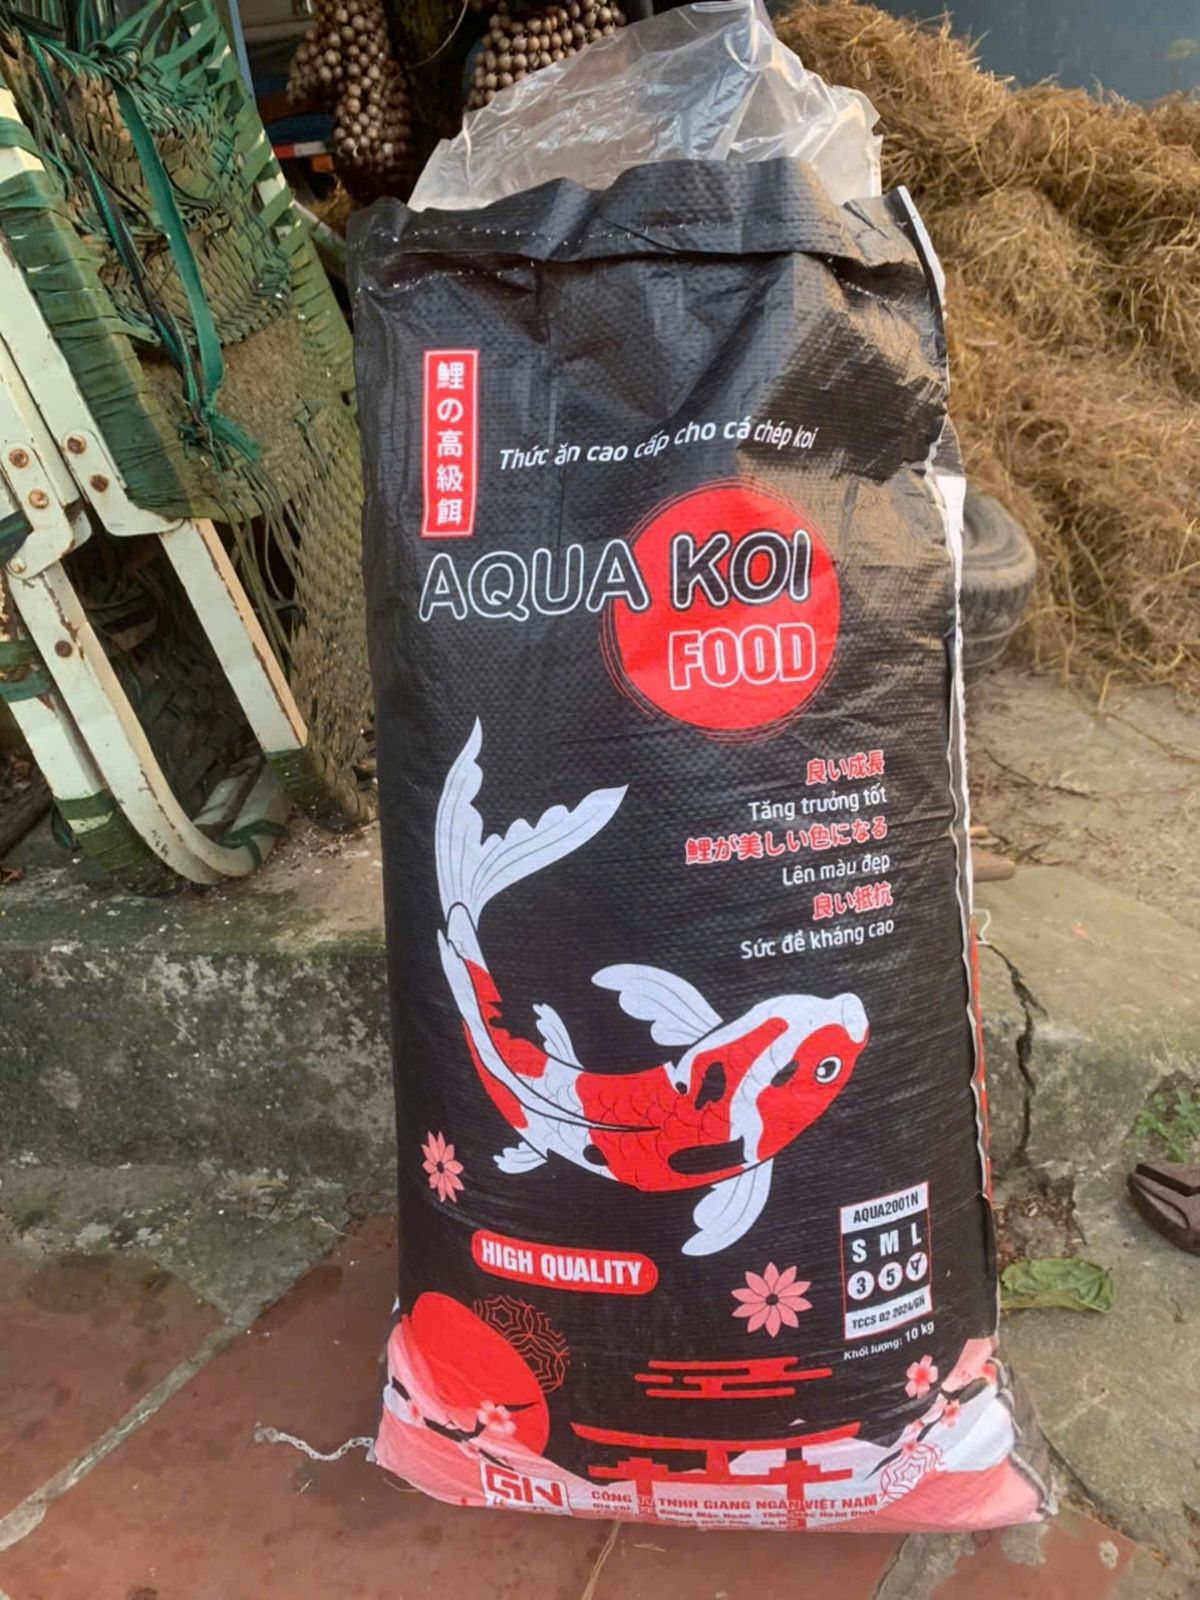 鯉の高級餌
Thức ăn cao cấp cho cá chép koi
AQUA KOI
FOOD
良い成長
Tăng trưởng tốt
鯉が美しい色になる
Lên màu đẹp
良い抵抗
Sức đề kháng cao
AQUA2001N
S M L
3 5 7
TCCS 02 2024/GN
Khối lượng: 10 kg
HIGH QUALITY
GN
CÔNG TY TNHH GIANG NGÂN VIỆT NAM